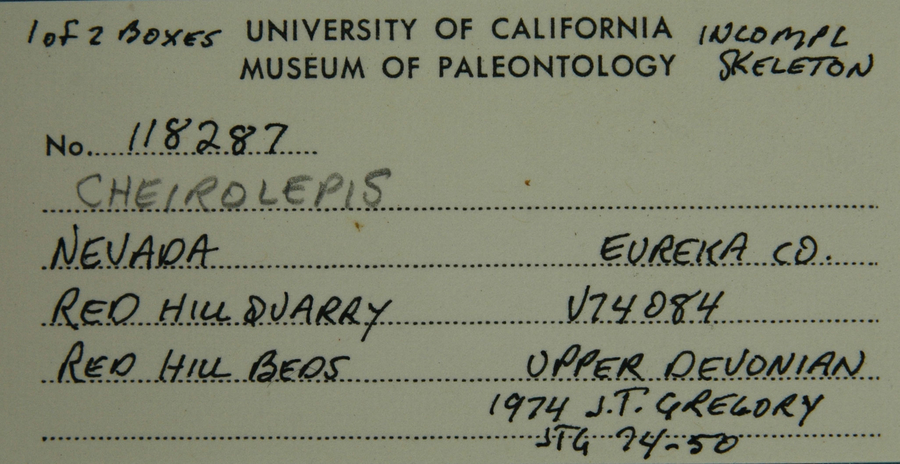 1 of 2 BOXES UNIVERSITY OF CALIFORNIA INCOMPL
MUSEUM OF PALEONTOLOGY SKELETON
No. 118287
CHEIROLEPIS
NEVADA EUREKA CO.
RED HILL QUARRY V74084
RED HILL BEDS UPPER DEVONIAN
1974 J.T. GREGORY
JTG 74-50